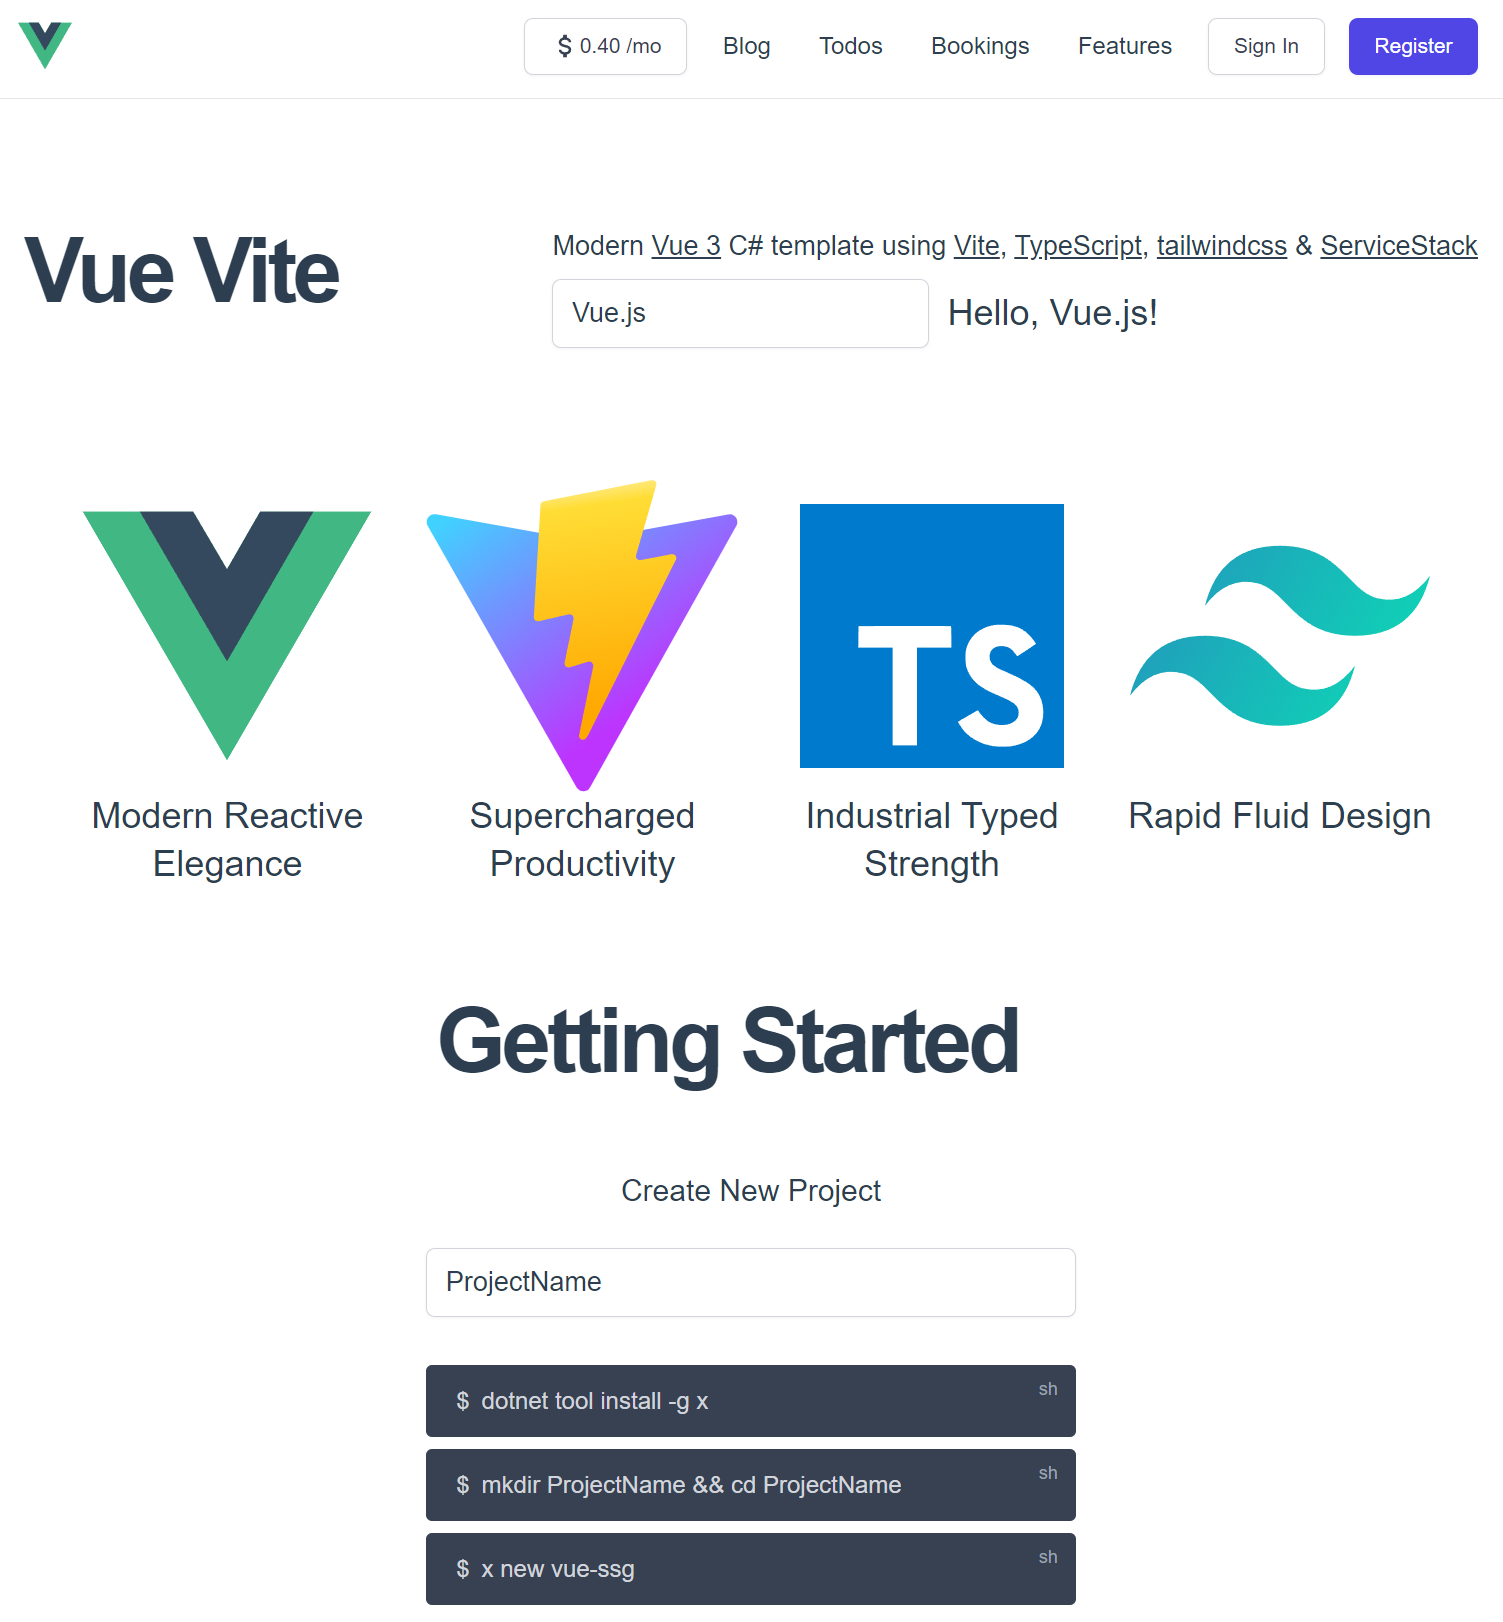 $ 0.40 /mo Blog Todos Bookings Features Sign In Register
Vue Vite
Modern Vue 3 C# template using Vite, TypeScript, tailwindcss & ServiceStack
Vue.js Hello, Vue.js!
TS
Modern Reactive
Elegance
Supercharged
Productivity
Industrial Typed
Strength
Rapid Fluid Design
Getting Started
Create New Project
ProjectName
$ dotnet tool install -g x sh
$ mkdir ProjectName && cd ProjectName sh
$ x new vue-ssg sh